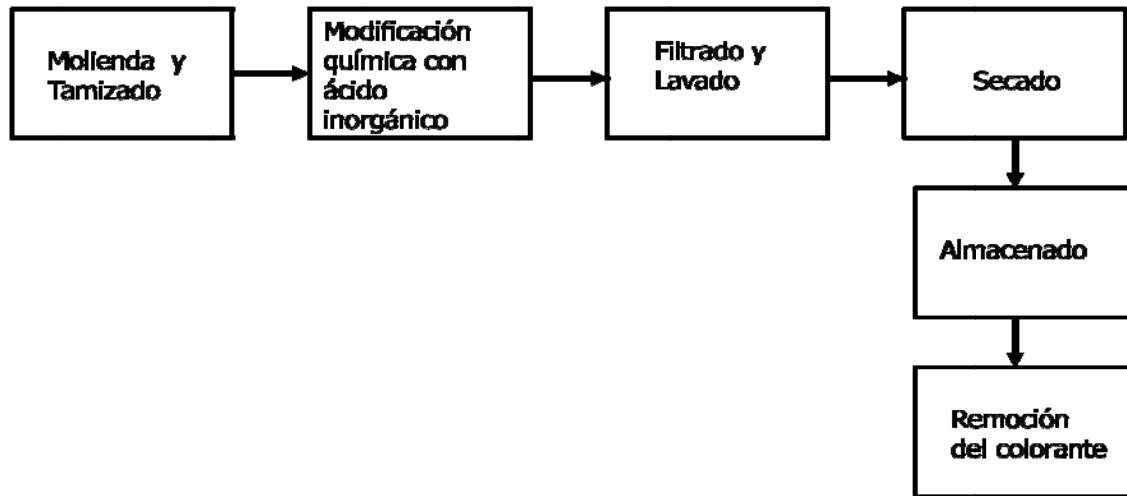 Molienda y
Tamizado
Modificación
química con
ácido
inorgánico
Filtrado y
Lavado
Secado
Almacenado
Remoción
del colorante